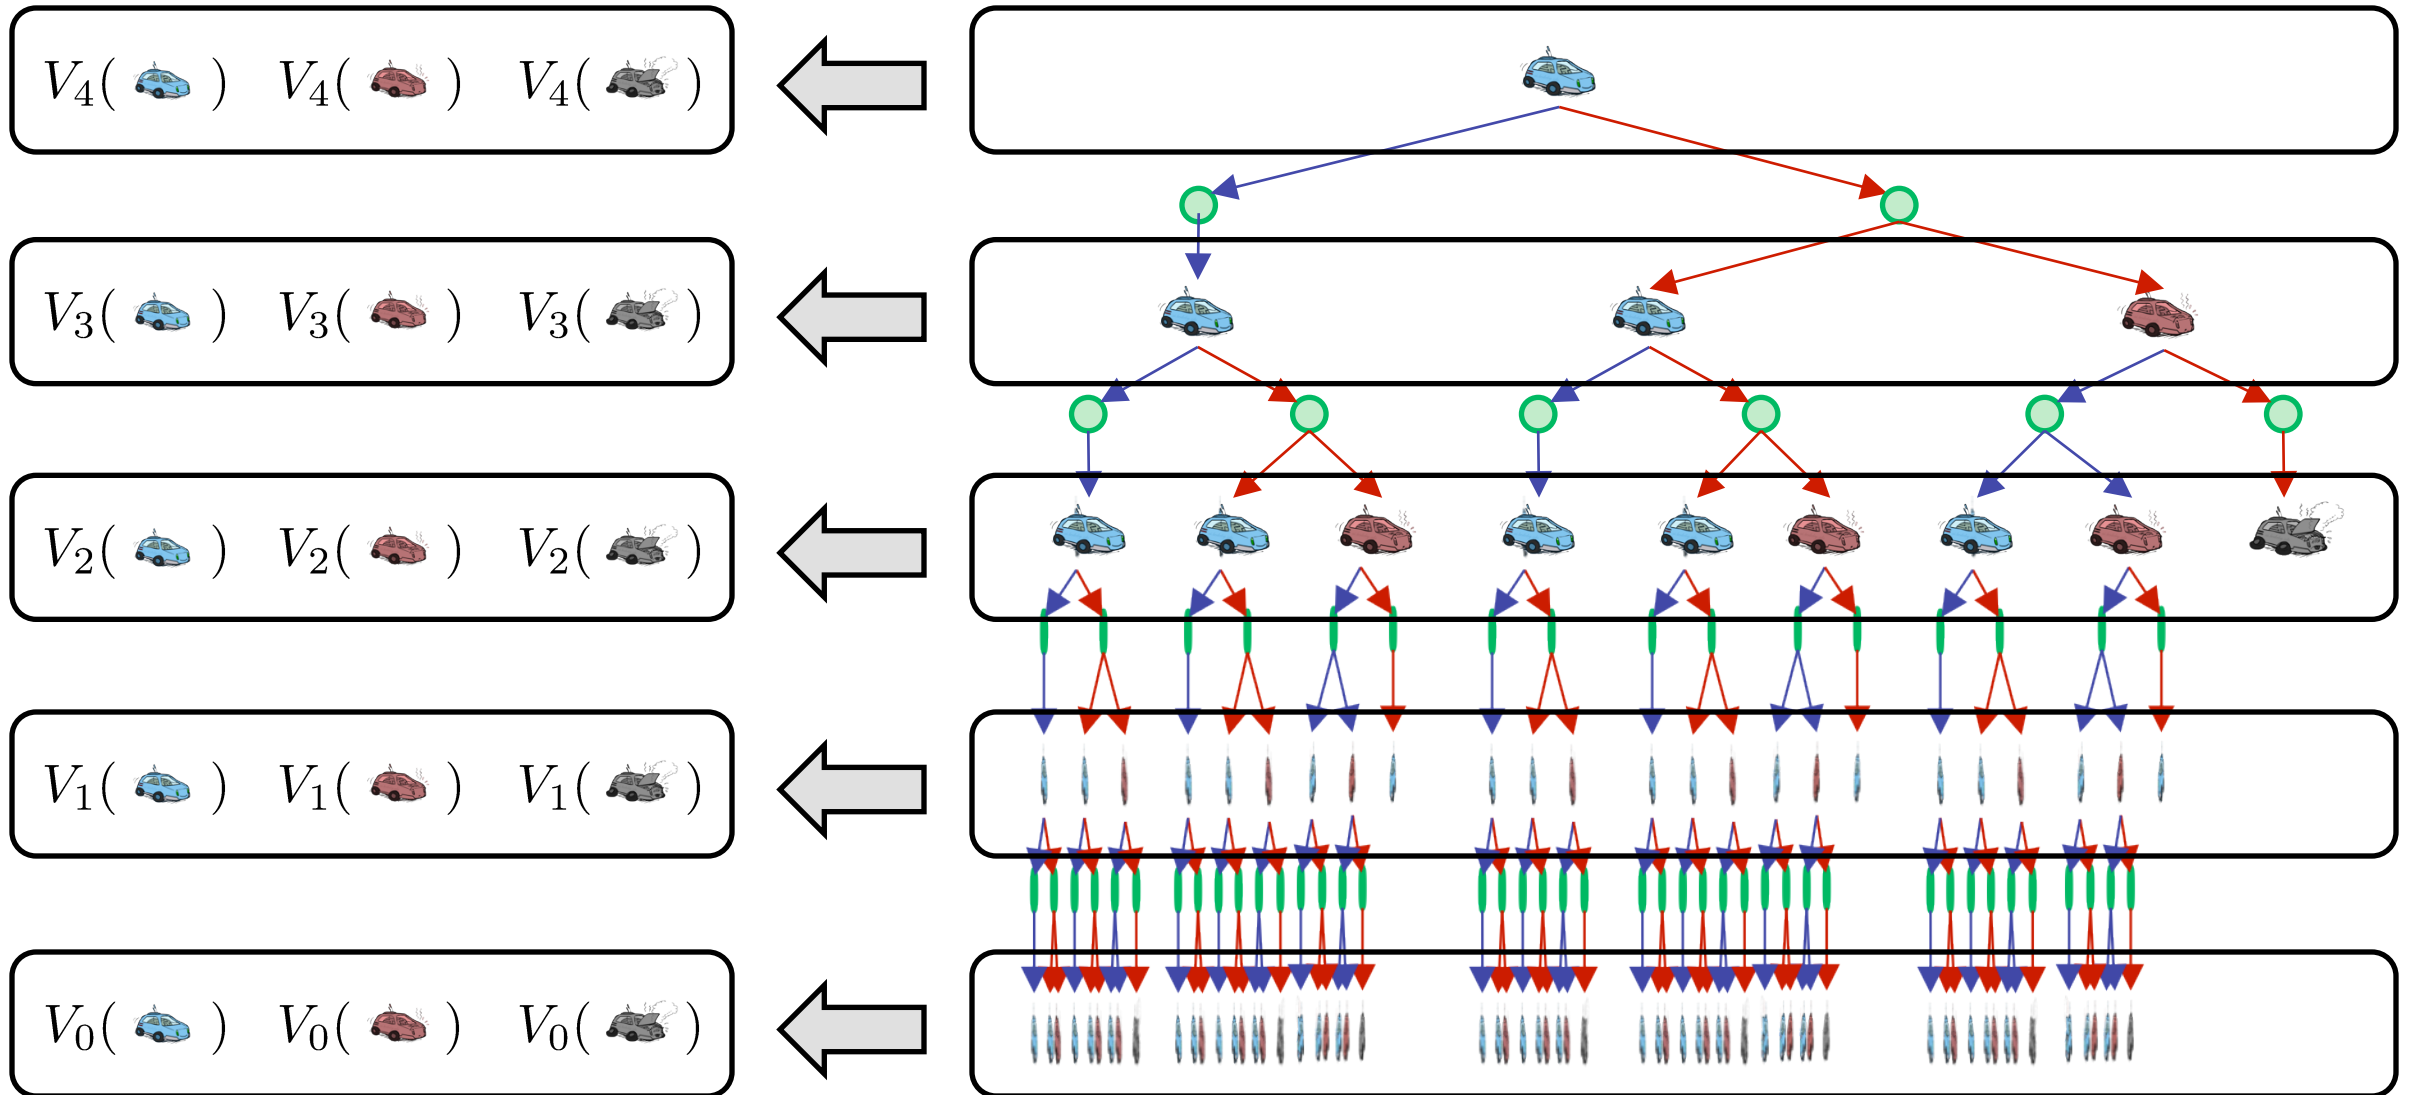 V4( ) V4( ) V4( )
V3( ) V3( ) V3( )
V2( ) V2( ) V2( )
V1( ) V1( ) V1( )
V0( ) V0( ) V0( )